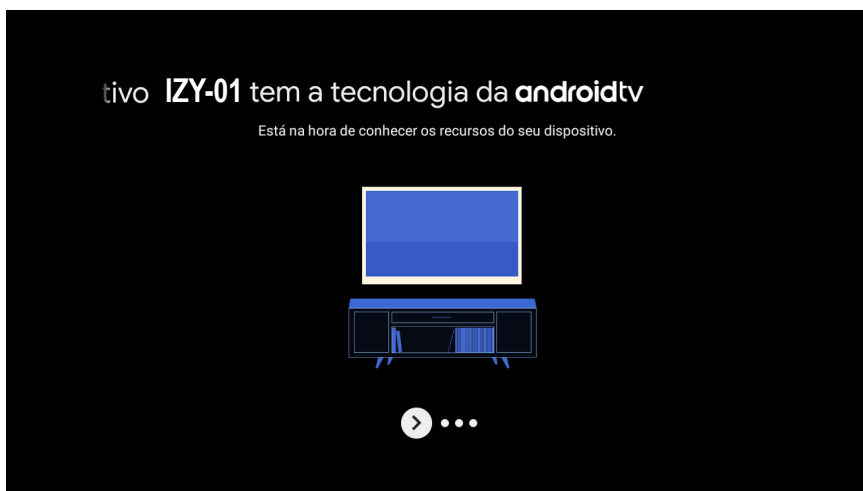 tivo IZY-01 tem a tecnologia da androidtv
Está na hora de conhecer os recursos do seu dispositivo.